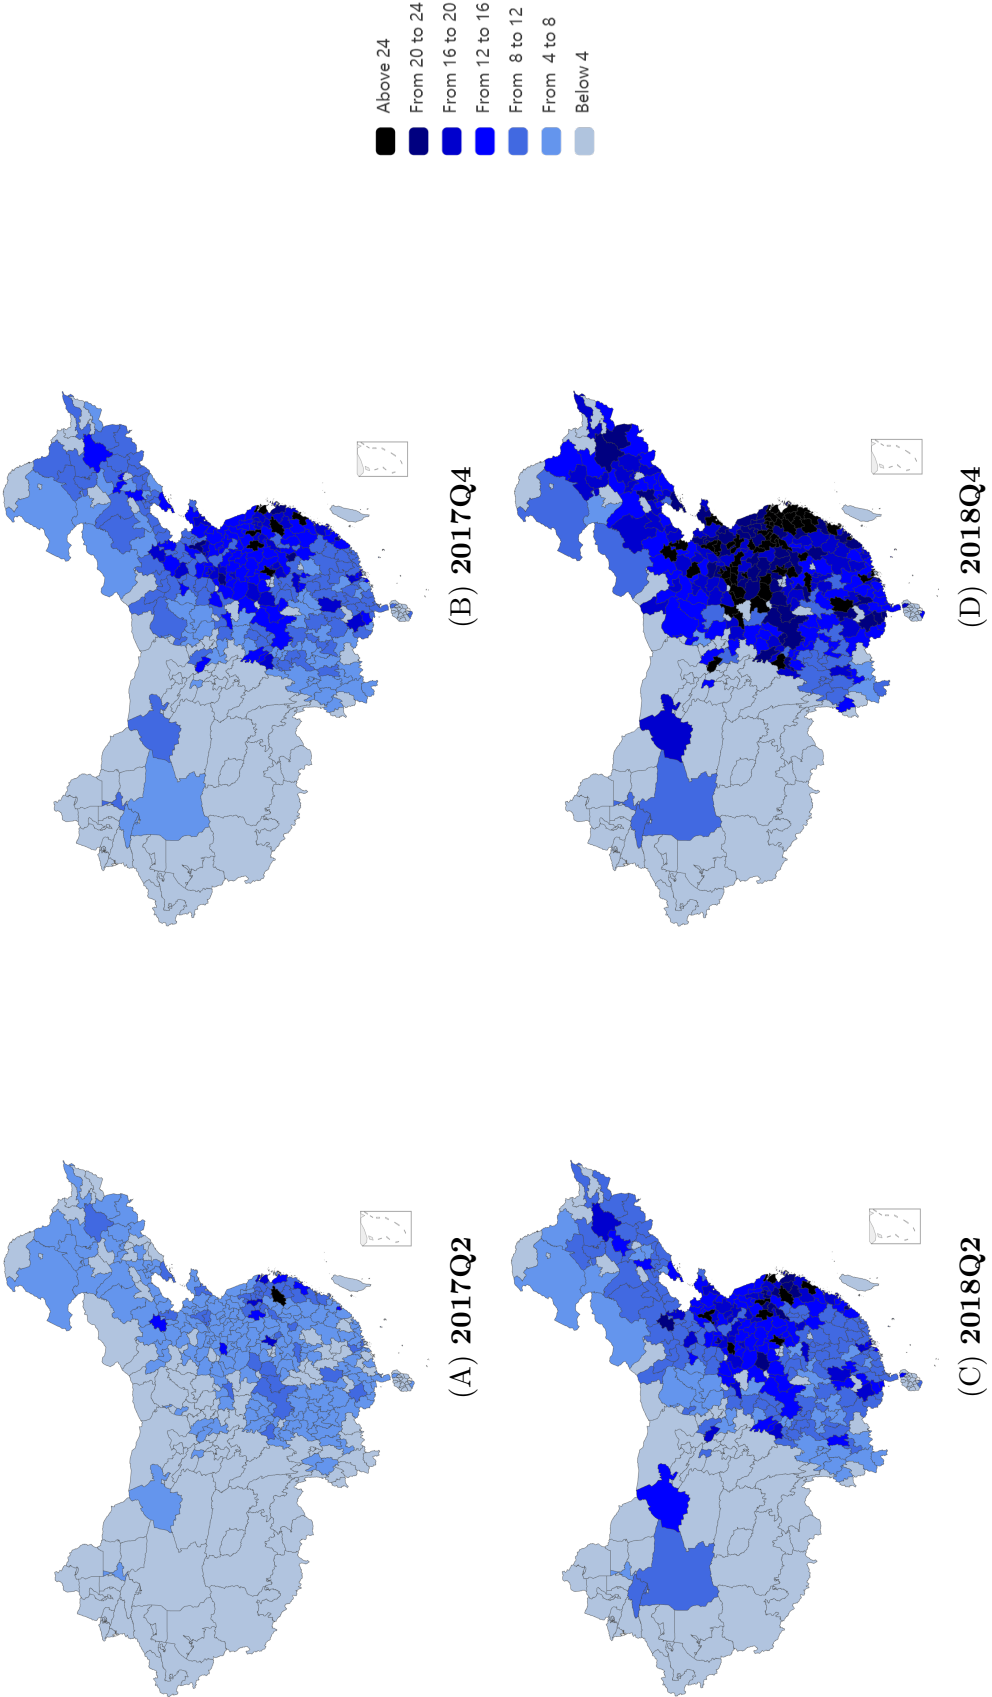 (A) 2017Q2
(B) 2017Q4
(C) 2018Q2
(D) 2018Q4
Above 24
From 20 to 24
From 16 to 20
From 12 to 16
From 8 to 12
From 4 to 8
Below 4